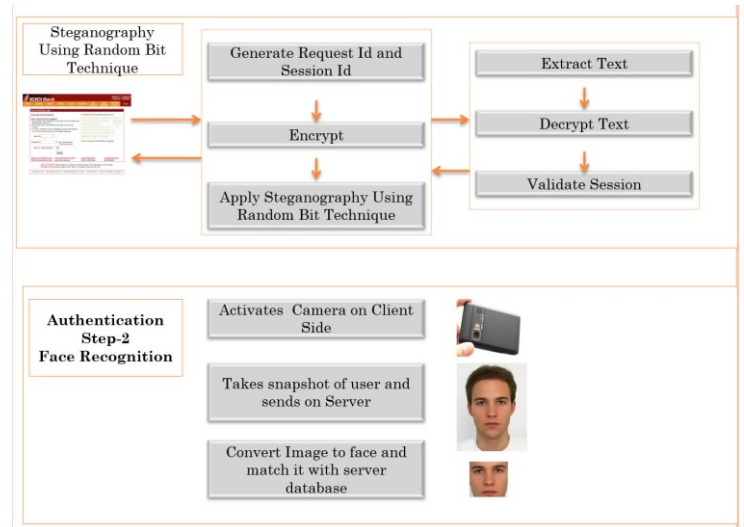 Steganography
Using Random Bit
Technique
Generate Request Id and
Session Id
Encrypt
Apply Steganography Using
Random Bit Technique
Extract Text
Decrypt Text
Validate Session
ICICI Bank
Authentication
Step-2
Face Recognition
Activates Camera on Client
Side
Takes snapshot of user and
sends on Server
Convert Image to face and
match it with server
database